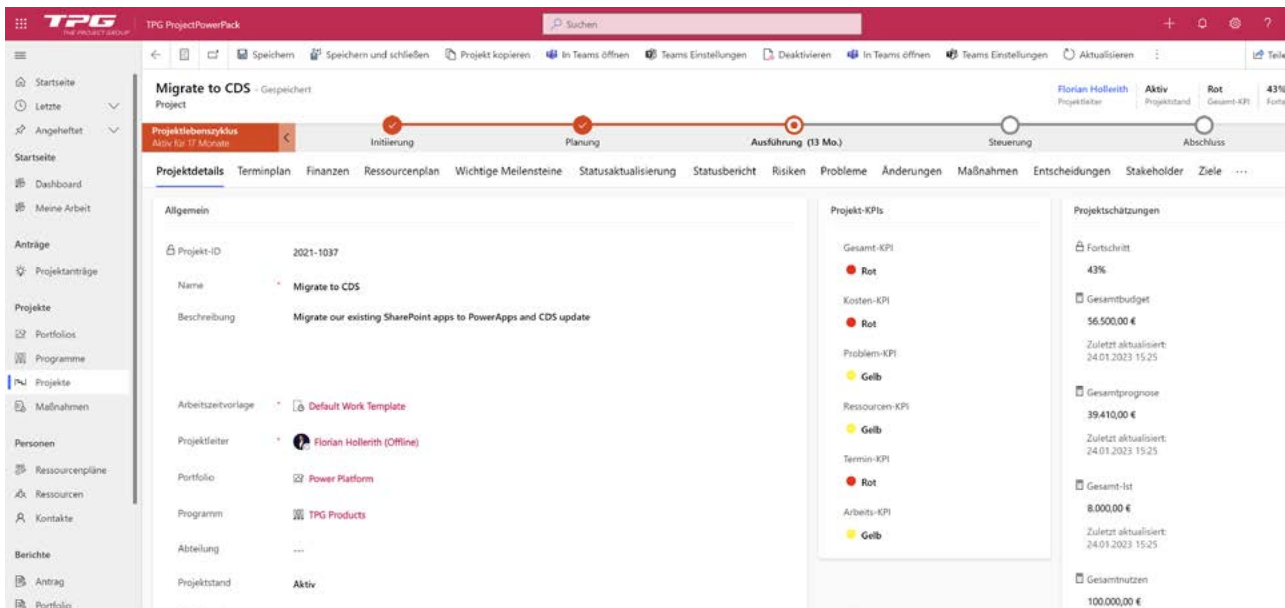 TPG
THE PROJECT GROUP
TPG ProjectPowerPack
Suchen
Speichern
Speichern und schließen
Projekt kopieren
In Teams öffnen
Teams Einstellungen
Deaktivieren
In Teams öffnen
Teams Einstellungen
Aktualisieren
Teile
Startseite
Letzte
Angeheftet
Startseite
Dashboard
Meine Arbeit
Anträge
Projektanträge
Projekte
Portfolios
Programme
Projekte
Maßnahmen
Personen
Ressourcenpläne
Ressourcen
Kontakte
Berichte
Antrag
Portfolio
Migrate to CDS - Gespeichert
Project
Florian Hollerith
Projektleiter
Aktiv
Projektstand
Rot
Gesamt-KPI
43%
Forts
Projektlebenszyklus
Aktiv für 17 Monate
Initiierung
Planung
Ausführung (13 Mo.)
Steuerung
Abschluss
Projektdetails
Terminplan
Finanzen
Ressourcenplan
Wichtige Meilensteine
Statusaktualisierung
Statusbericht
Risiken
Probleme
Änderungen
Maßnahmen
Entscheidungen
Stakeholder
Ziele
...
Allgemein
Projekt-ID
2021-1037
Name *
Migrate to CDS
Beschreibung
Migrate our existing SharePoint apps to PowerApps and CDS update
Arbeitszeitvorlage *
Default Work Template
Projektleiter *
Florian Hollerith (Offline)
Portfolio
Power Platform
Programm
TPG Products
Abteilung
---
Projektstand
Aktiv
Projekt-KPIs
Gesamt-KPI
Rot
Kosten-KPI
Rot
Problem-KPI
Gelb
Ressourcen-KPI
Gelb
Termin-KPI
Rot
Arbeits-KPI
Gelb
Projektschätzungen
Fortschritt
43%
Gesamtbudget
56.500,00 €
Zuletzt aktualisiert:
24.01.2023 15:25
Gesamtprognose
39.410,00 €
Zuletzt aktualisiert:
24.01.2023 15:25
Gesamt-Ist
8.000,00 €
Zuletzt aktualisiert:
24.01.2023 15:25
Gesamtnutzen
100.000,00 €